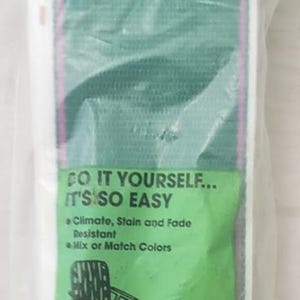 DO IT YOURSELF...
IT'S SO EASY
• Climate, Stain and Fade
Resistant
• Mix or Match Colors